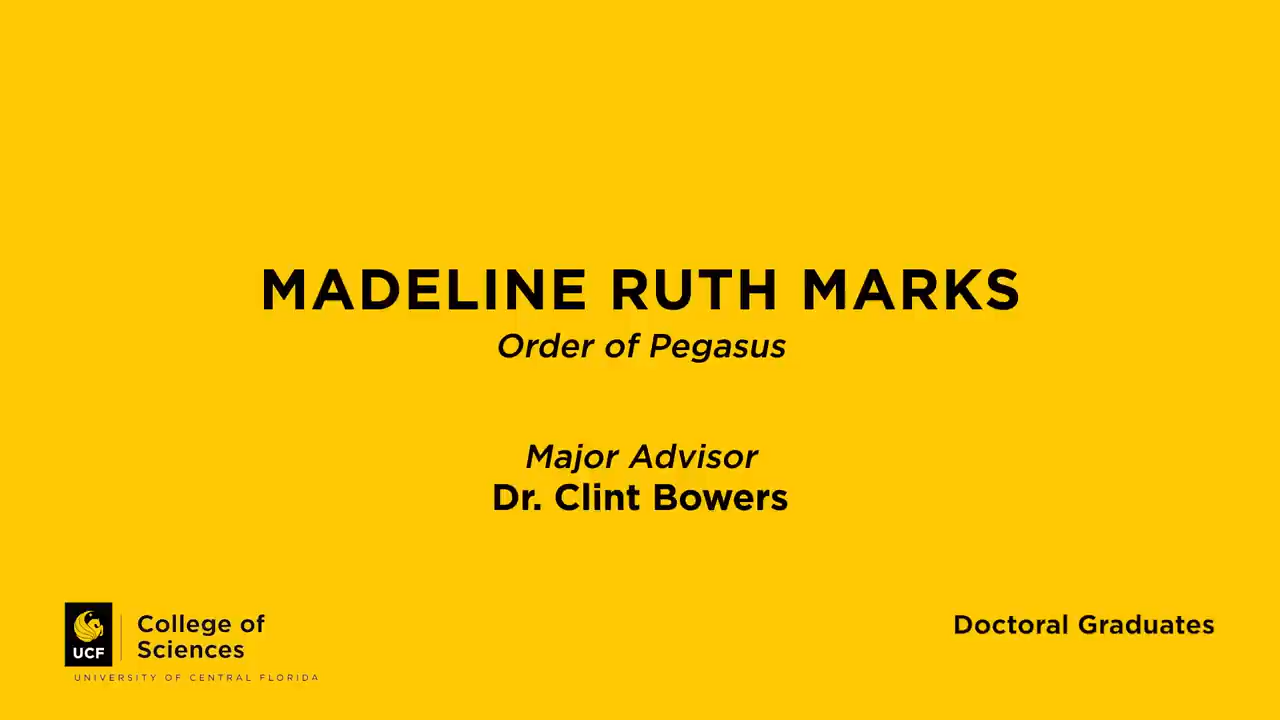 MADELINE RUTH MARKS
Order of Pegasus
Major Advisor
Dr. Clint Bowers
UCF
College of
Sciences
UNIVERSITY OF CENTRAL FLORIDA
Doctoral Graduates